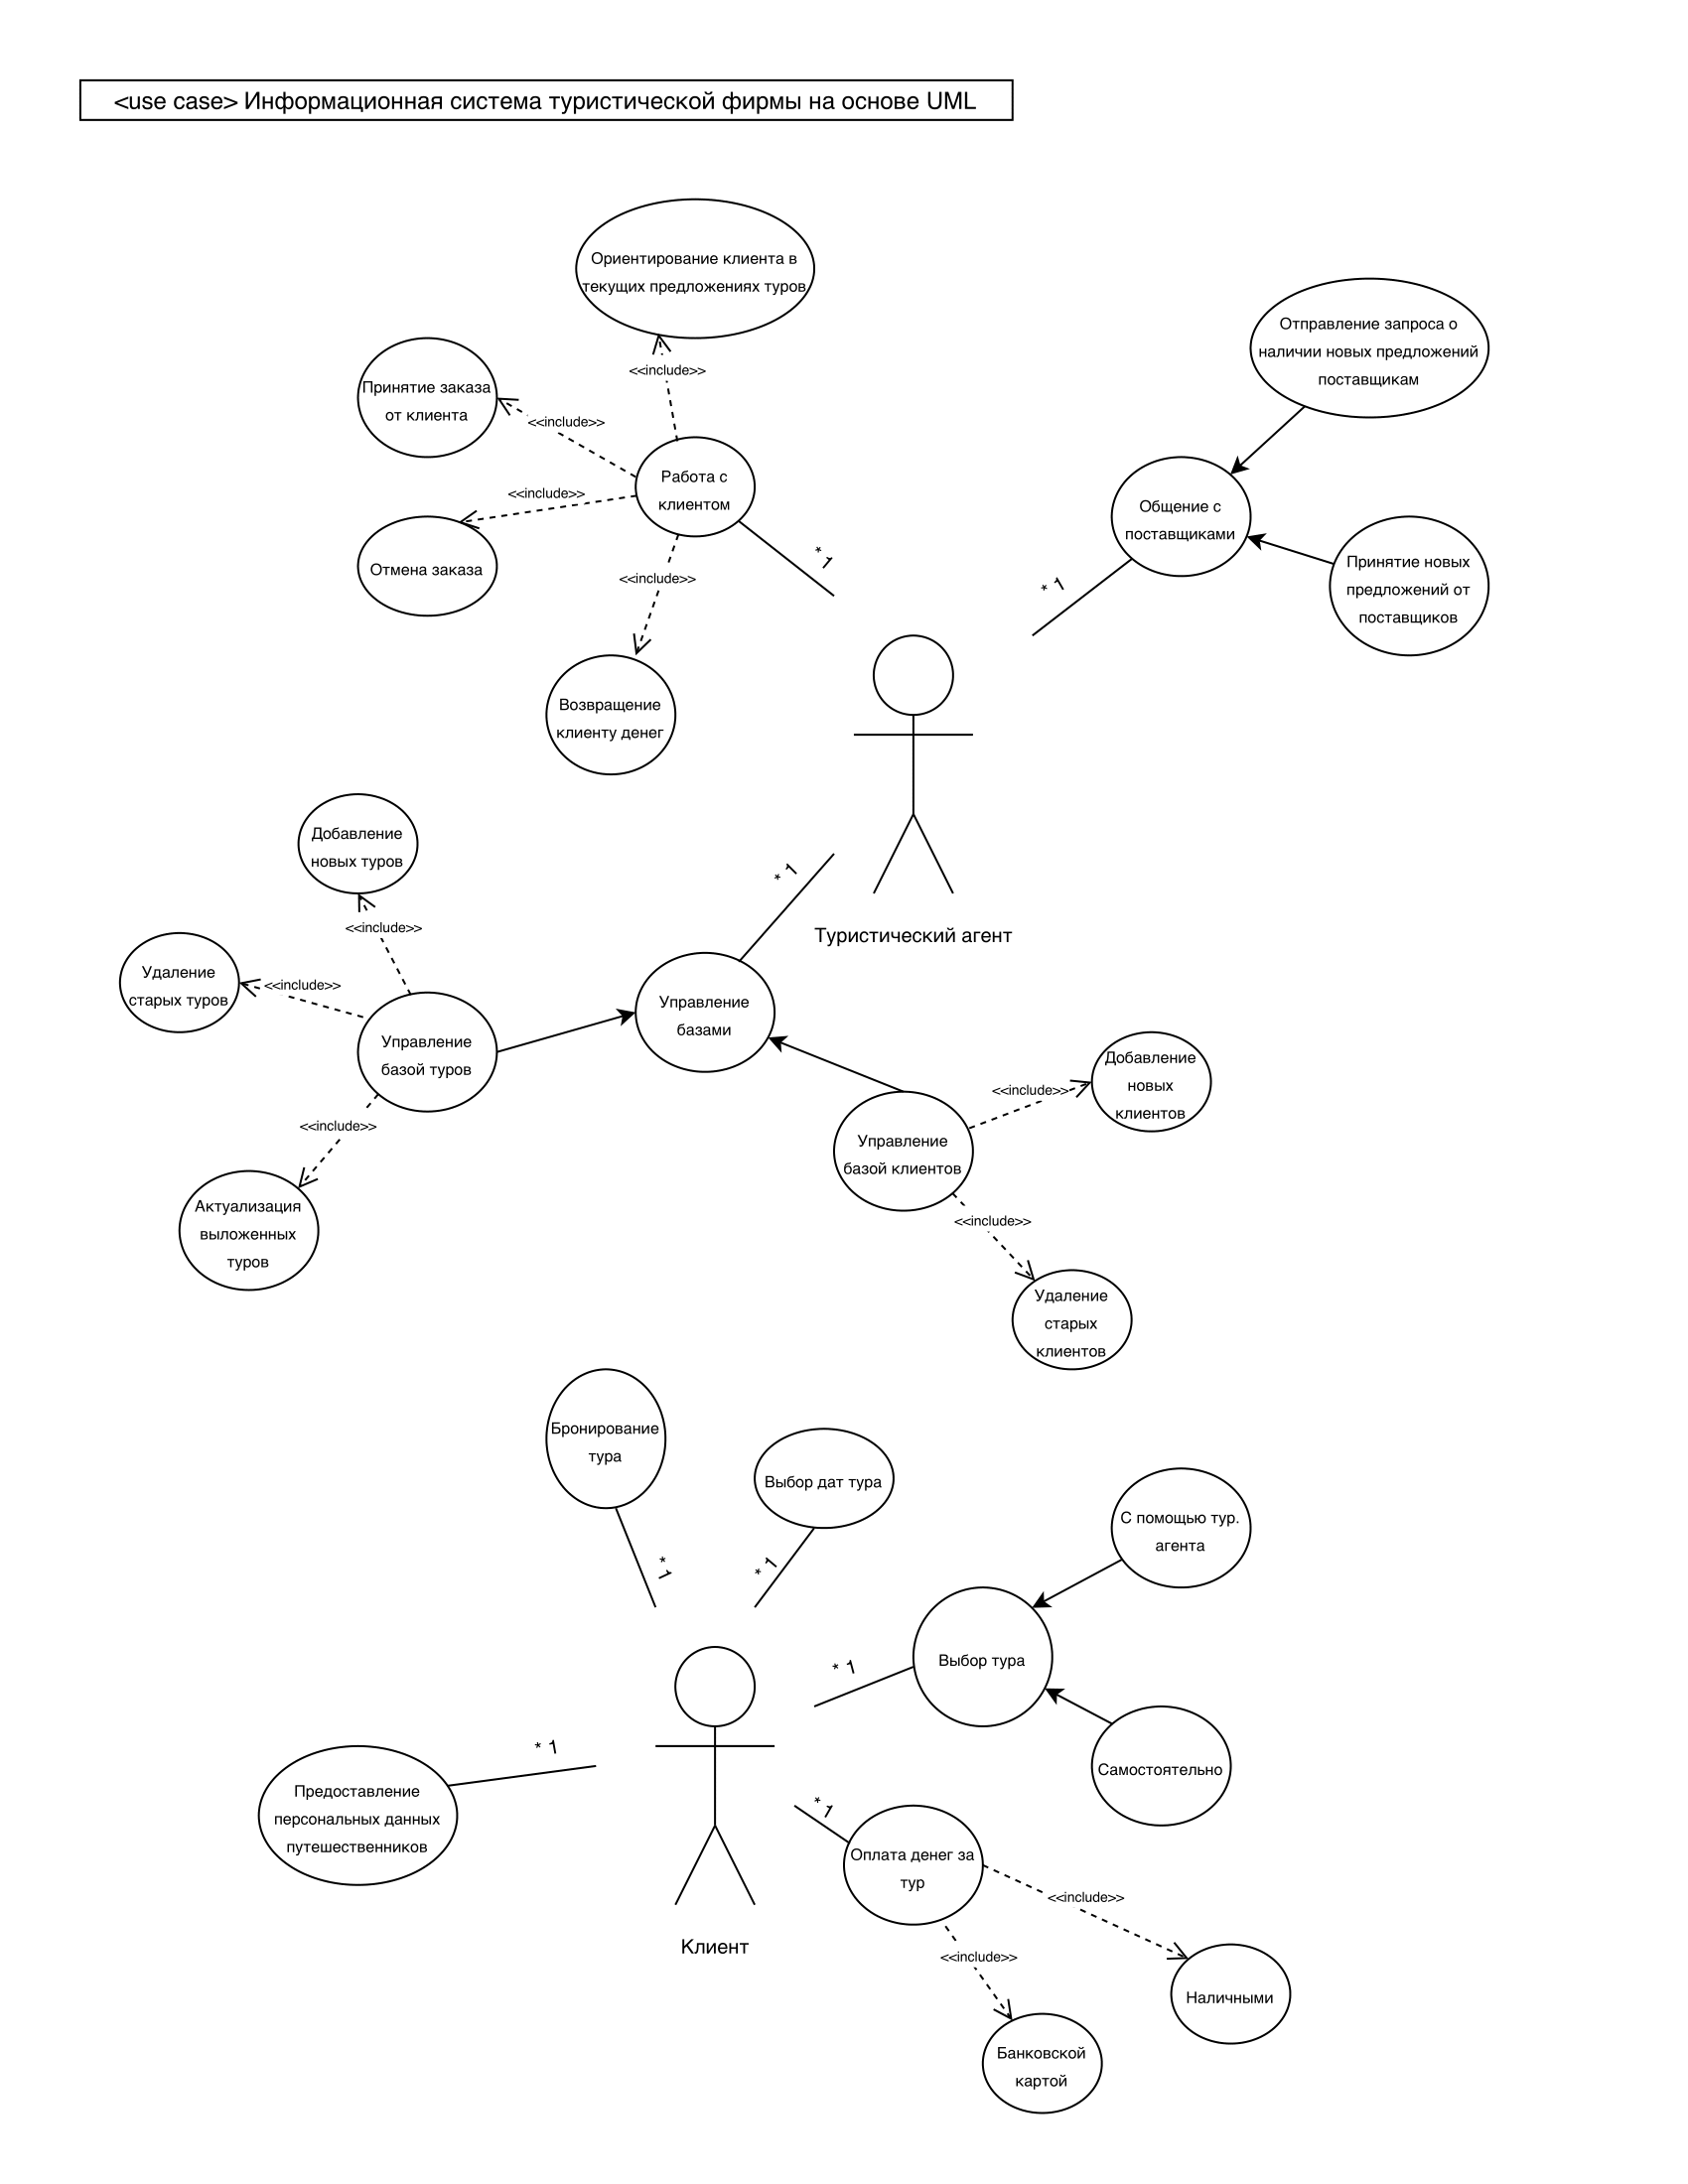 <use case> Информационная система туристической фирмы на основе UML
Ориентирование клиента в
текущих предложениях туров
Отправление запроса о
наличии новых предложений
поставщикам
<<include>>
Принятие заказа
от клиента
<<include>>
Работа с
клиентом
<<include>>
Общение с
поставщиками
Отмена заказа
* 1
<<include>>
* 1
Принятие новых
предложений от
поставщиков
Возвращение
клиенту денег
Добавление
новых туров
* 1
<<include>>
Туристический агент
Удаление
старых туров
<<include>>
Управление
базами
Управление
базой туров
Добавление
новых
клиентов
<<include>>
<<include>>
Управление
базой клиентов
Актуализация
выложенных
туров
<<include>>
Удаление
старых
клиентов
Бронирование
тура
Выбор дат тура
С помощью тур.
агента
* 1
* 1
* 1
Выбор тура
* 1
Самостоятельно
Предоставление
персональных данных
путешественников
* 1
Оплата денег за
тур
<<include>>
Клиент
<<include>>
Наличными
Банковской
картой